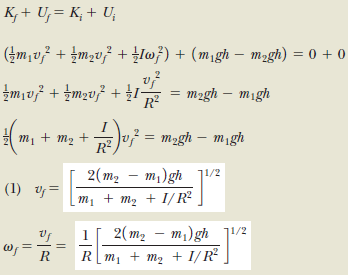 K_f + U_f = K_i + U_i
(½m₁v_f² + ½m₂v_f² + ½Iω_f²) + (m₁gh − m₂gh) = 0 + 0
½m₁v_f² + ½m₂v_f² + ½I v_f²/R² = m₂gh − m₁gh
½(m₁ + m₂ + I/R²)v_f² = m₂gh − m₁gh
(1) v_f = [2(m₂ − m₁)gh / (m₁ + m₂ + I/R²)]^1/2
ω_f = v_f/R = 1/R [2(m₂ − m₁)gh / (m₁ + m₂ + I/R²)]^1/2